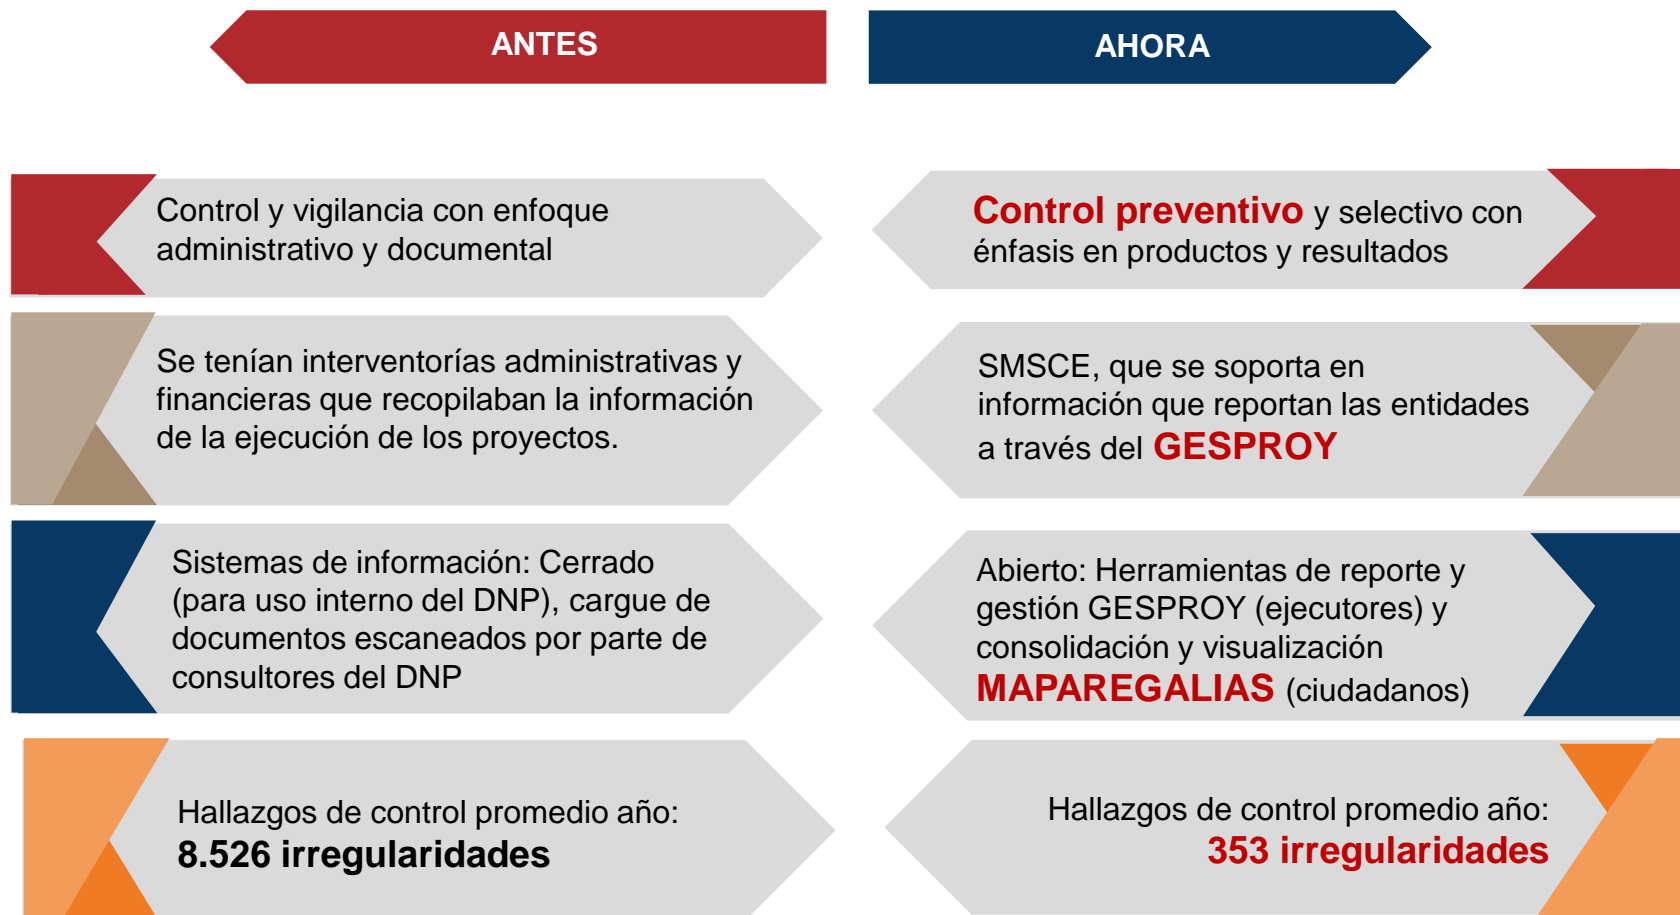 ANTES
AHORA
Control y vigilancia con enfoque
administrativo y documental
Control preventivo y selectivo con
énfasis en productos y resultados
Se tenían interventorías administrativas y
financieras que recopilaban la información
de la ejecución de los proyectos.
SMSCE, que se soporta en
información que reportan las entidades
a través del GESPROY
Sistemas de información: Cerrado
(para uso interno del DNP), cargue de
documentos escaneados por parte de
consultores del DNP
Abierto: Herramientas de reporte y
gestión GESPROY (ejecutores) y
consolidación y visualización
MAPAREGALIAS (ciudadanos)
Hallazgos de control promedio año:
8.526 irregularidades
Hallazgos de control promedio año:
353 irregularidades